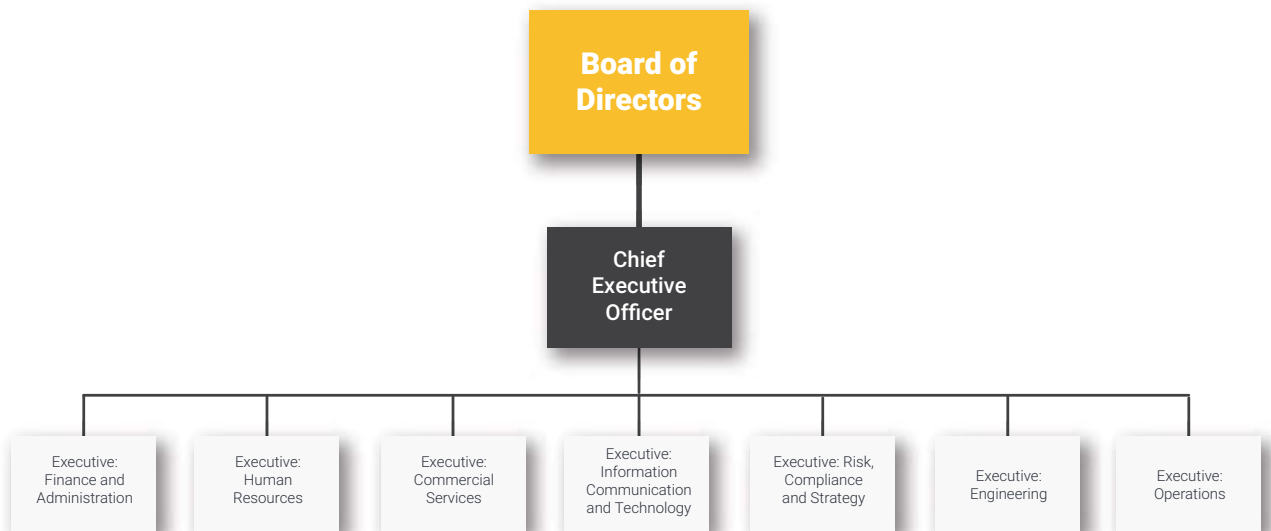 Board of
Directors
Chief
Executive
Officer
Executive:
Finance and
Administration
Executive:
Human
Resources
Executive:
Commercial
Services
Executive:
Information
Communication
and Technology
Executive: Risk,
Compliance
and Strategy
Executive:
Engineering
Executive:
Operations